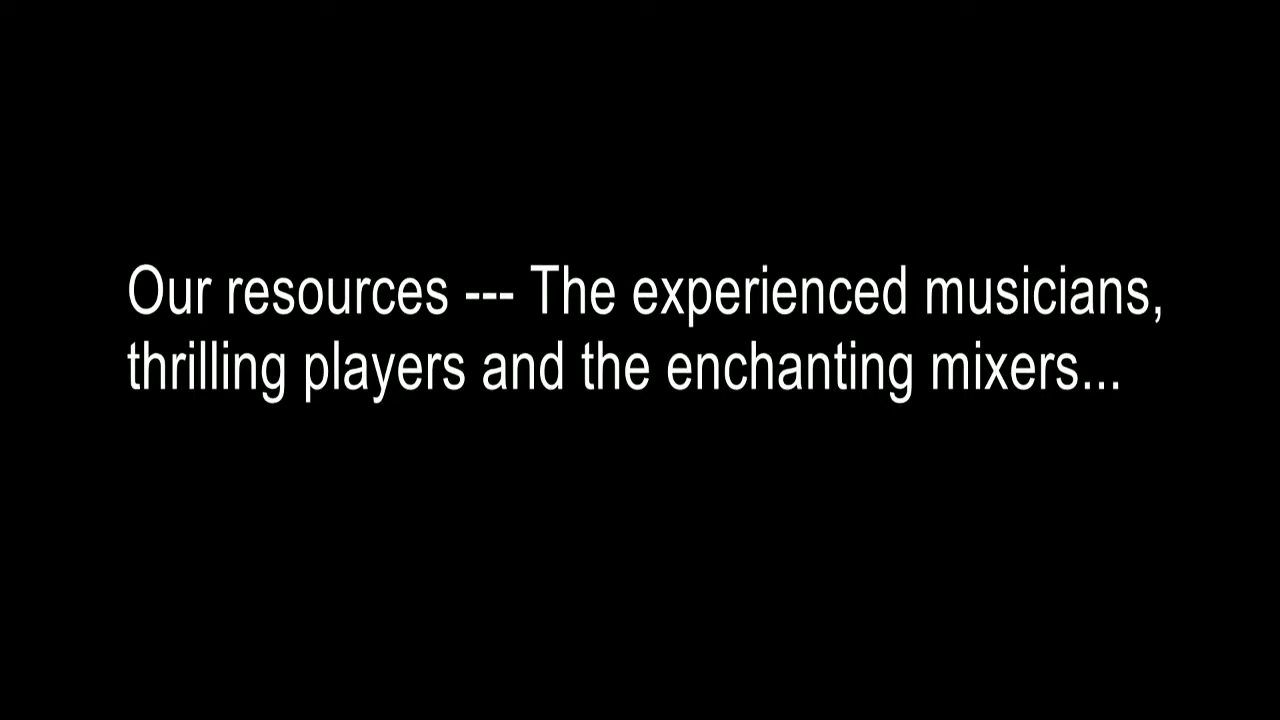 Our resources --- The experienced musicians,
thrilling players and the enchanting mixers...